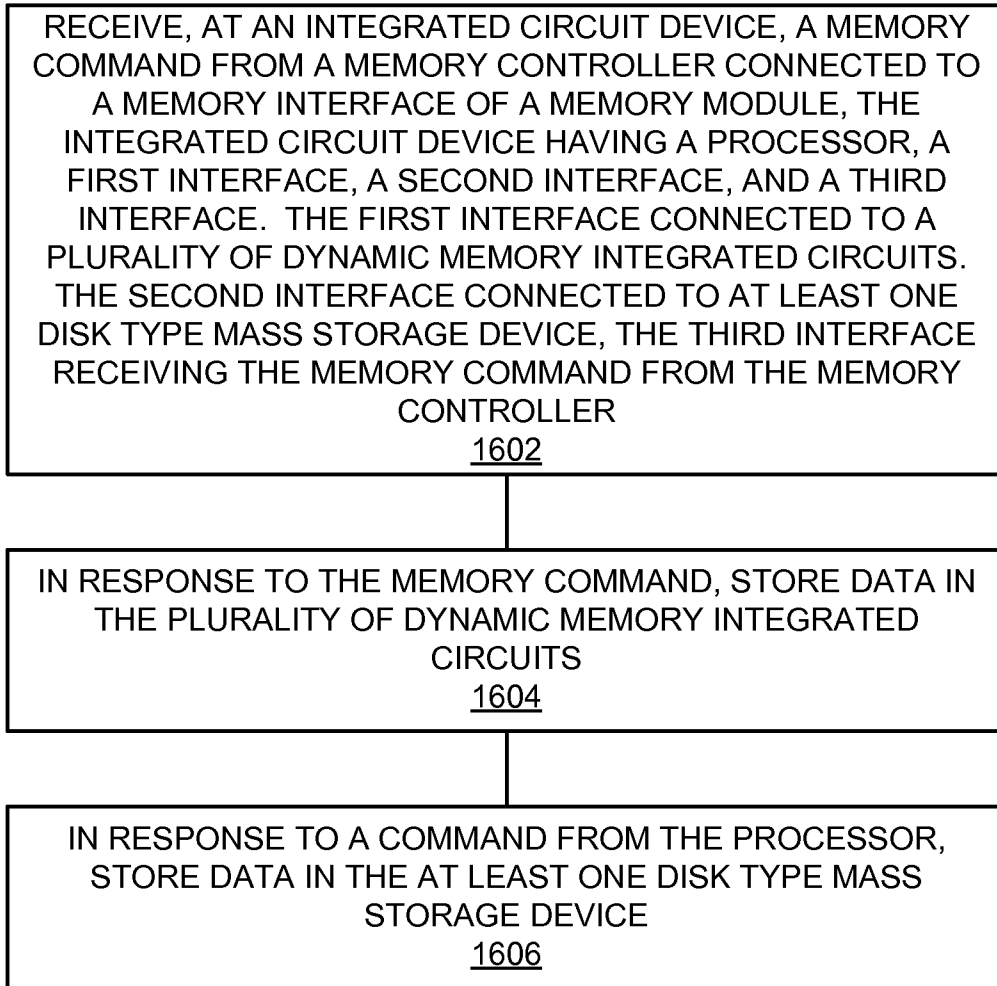 RECEIVE, AT AN INTEGRATED CIRCUIT DEVICE, A MEMORY
COMMAND FROM A MEMORY CONTROLLER CONNECTED TO
A MEMORY INTERFACE OF A MEMORY MODULE, THE
INTEGRATED CIRCUIT DEVICE HAVING A PROCESSOR, A
FIRST INTERFACE, A SECOND INTERFACE, AND A THIRD
INTERFACE.  THE FIRST INTERFACE CONNECTED TO A
PLURALITY OF DYNAMIC MEMORY INTEGRATED CIRCUITS.
THE SECOND INTERFACE CONNECTED TO AT LEAST ONE
DISK TYPE MASS STORAGE DEVICE, THE THIRD INTERFACE
RECEIVING THE MEMORY COMMAND FROM THE MEMORY
CONTROLLER
1602
IN RESPONSE TO THE MEMORY COMMAND, STORE DATA IN
THE PLURALITY OF DYNAMIC MEMORY INTEGRATED
CIRCUITS
1604
IN RESPONSE TO A COMMAND FROM THE PROCESSOR,
STORE DATA IN THE AT LEAST ONE DISK TYPE MASS
STORAGE DEVICE
1606